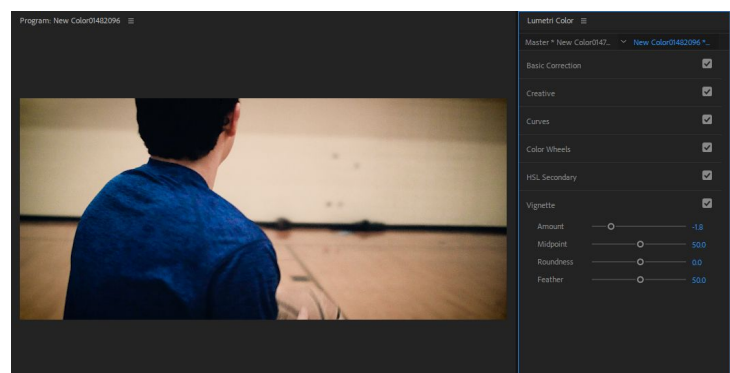 Program: New Color01482096
Lumetri Color
Master * New Color0147... New Color01482096 *...
Basic Correction
Creative
Curves
Color Wheels
HSL Secondary
Vignette
Amount -1.8
Midpoint 50.0
Roundness 0.0
Feather 50.0